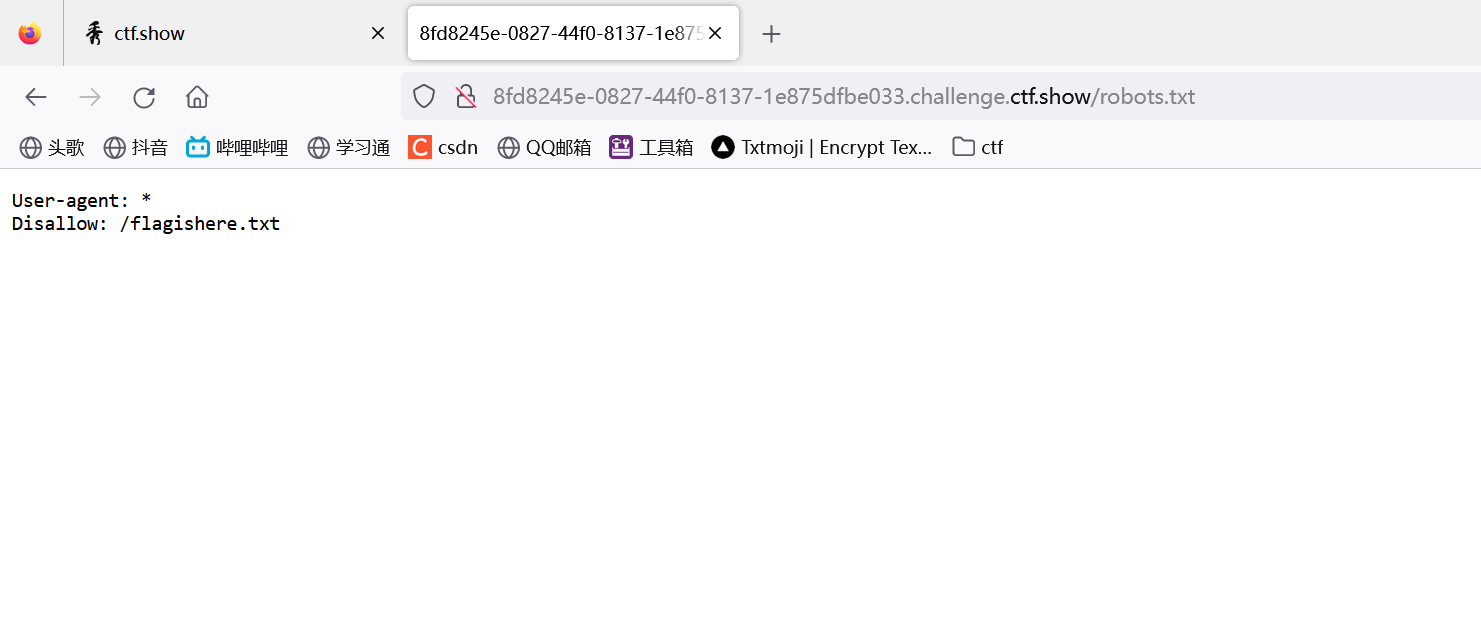 ctf.show
8fd8245e-0827-44f0-8137-1e875
8fd8245e-0827-44f0-8137-1e875dfbe033.challenge.ctf.show/robots.txt
头歌 抖音 哔哩哔哩 学习通 csdn QQ邮箱 工具箱 Txtmoji | Encrypt Tex... ctf
User-agent: *
Disallow: /flagishere.txt